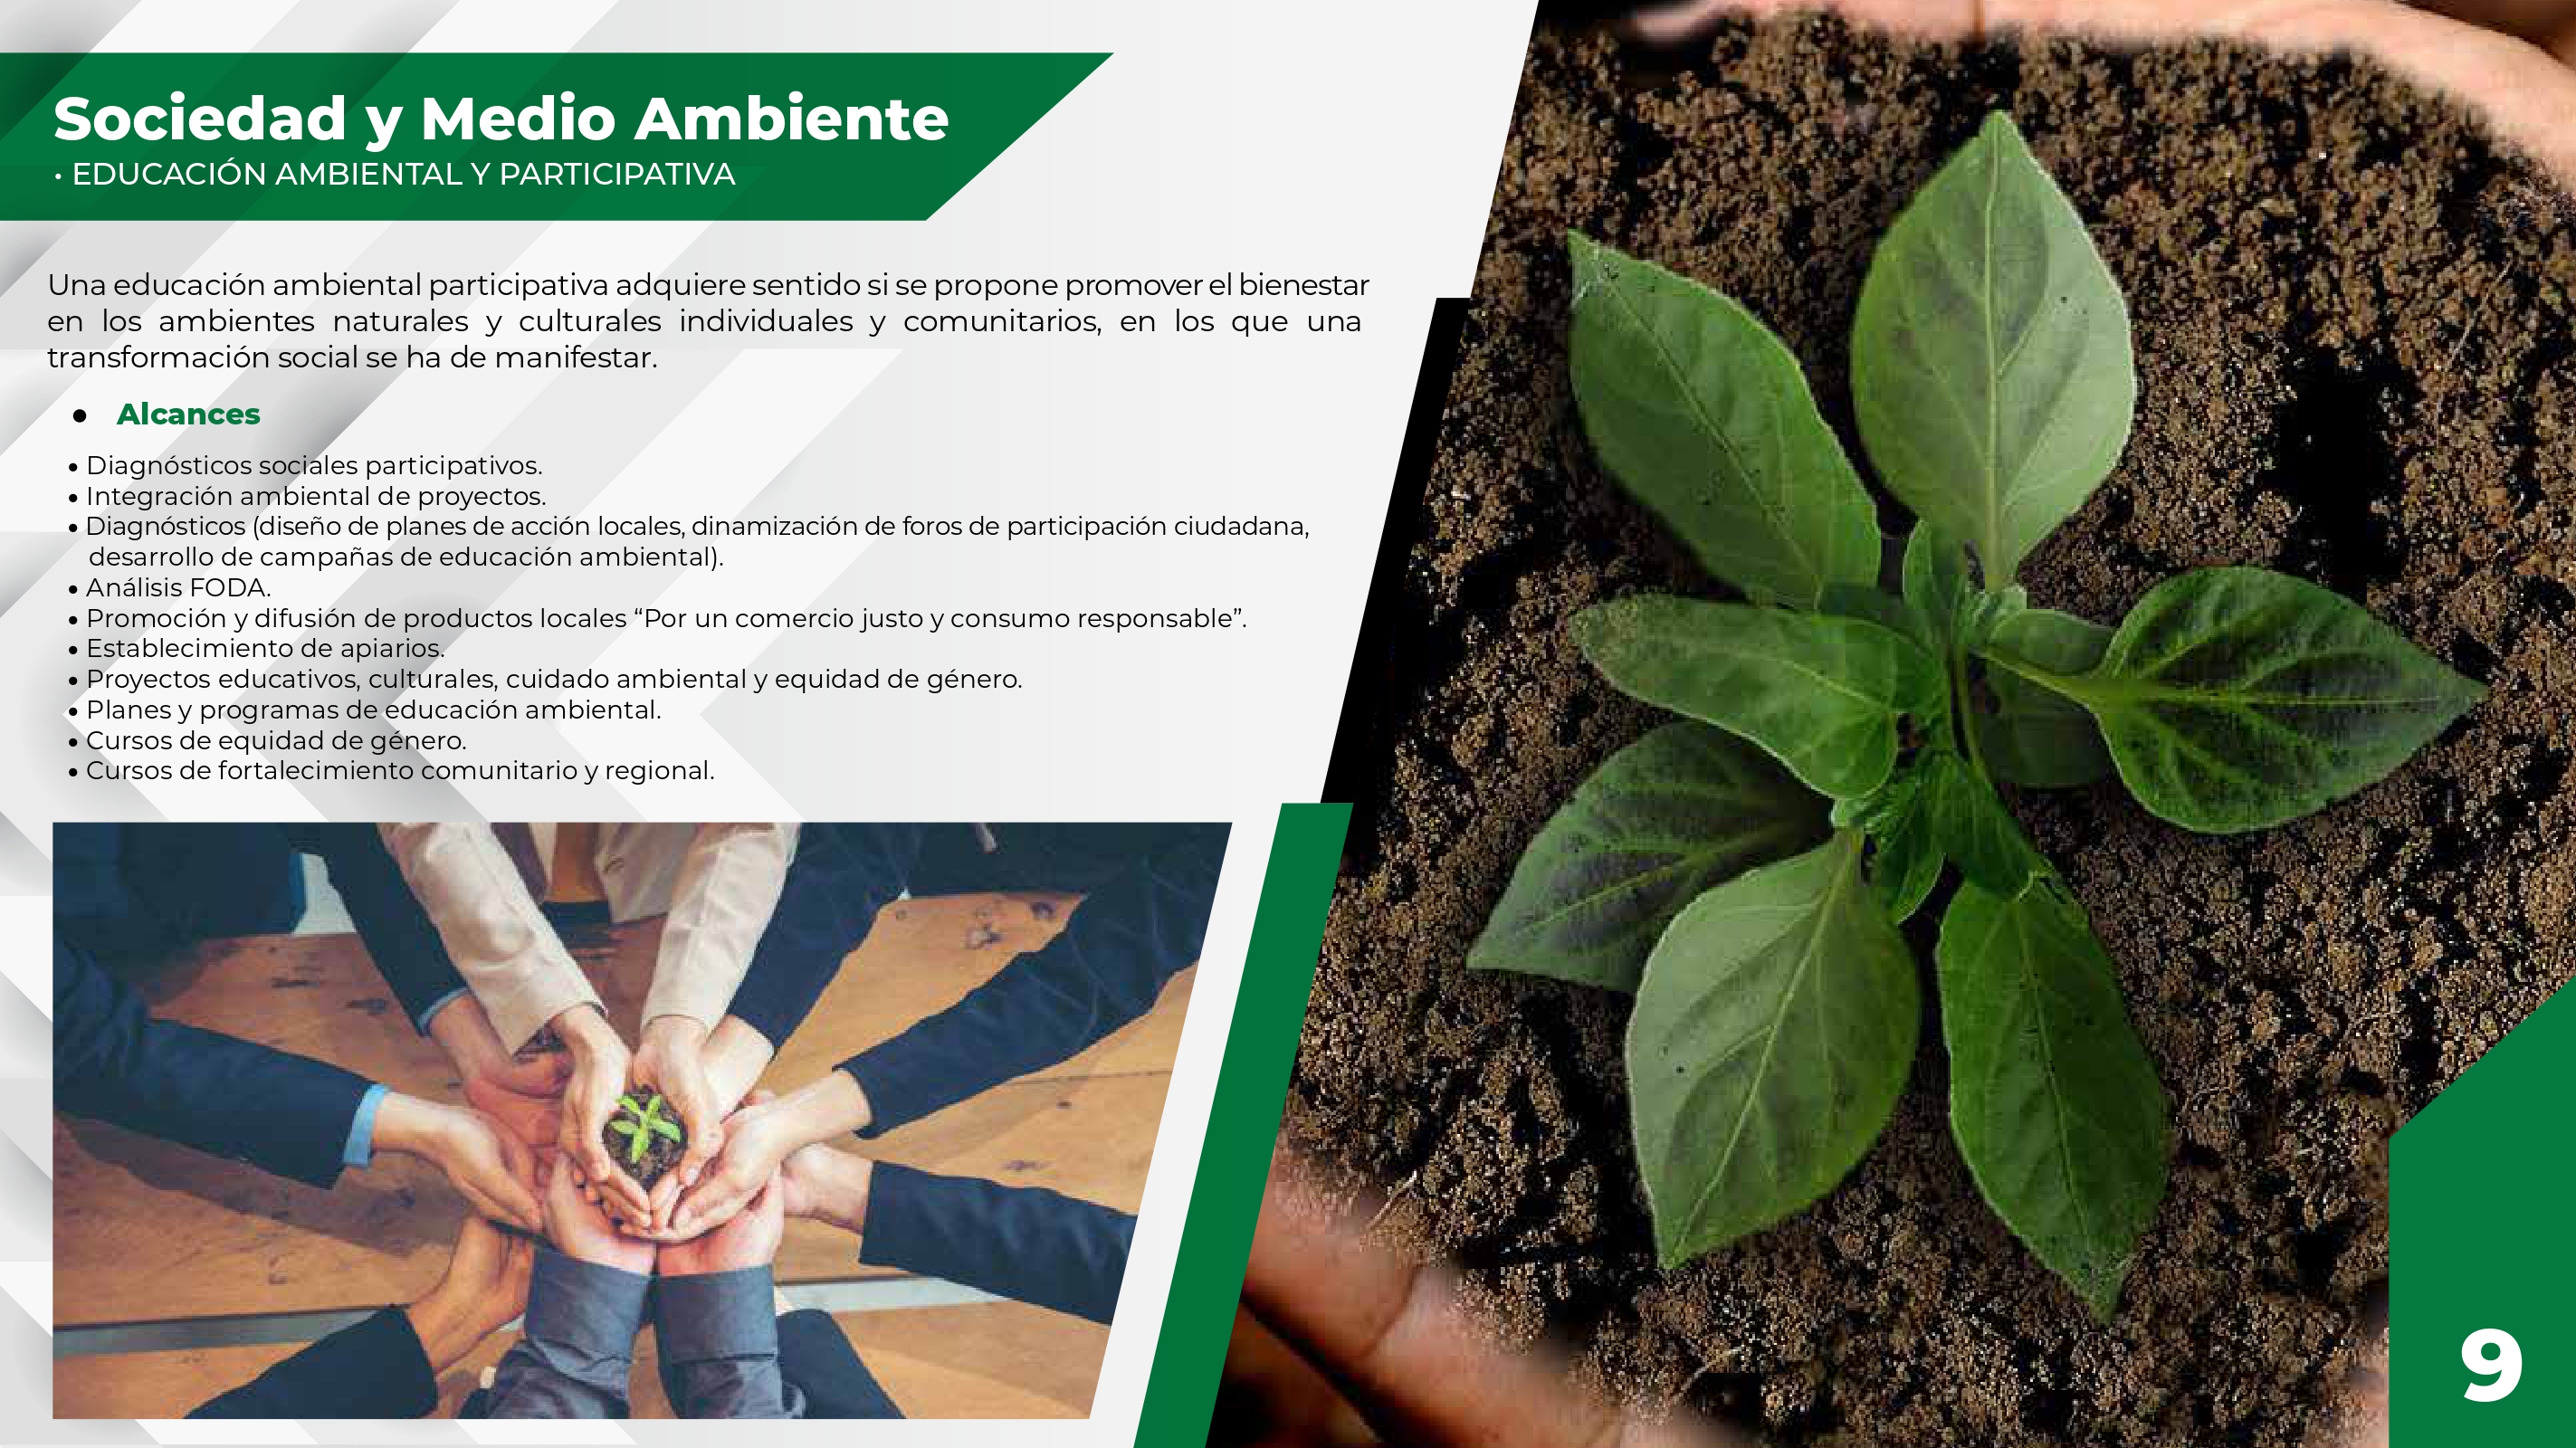 Sociedad y Medio Ambiente
• EDUCACIÓN AMBIENTAL Y PARTICIPATIVA
Una educación ambiental participativa adquiere sentido si se propone promover el bienestar
en los ambientes naturales y culturales individuales y comunitarios, en los que una
transformación social se ha de manifestar.
● Alcances
• Diagnósticos sociales participativos.
• Integración ambiental de proyectos.
• Diagnósticos (diseño de planes de acción locales, dinamización de foros de participación ciudadana,
desarrollo de campañas de educación ambiental).
• Análisis FODA.
• Promoción y difusión de productos locales “Por un comercio justo y consumo responsable”.
• Establecimiento de apiarios.
• Proyectos educativos, culturales, cuidado ambiental y equidad de género.
• Planes y programas de educación ambiental.
• Cursos de equidad de género.
• Cursos de fortalecimiento comunitario y regional.
9